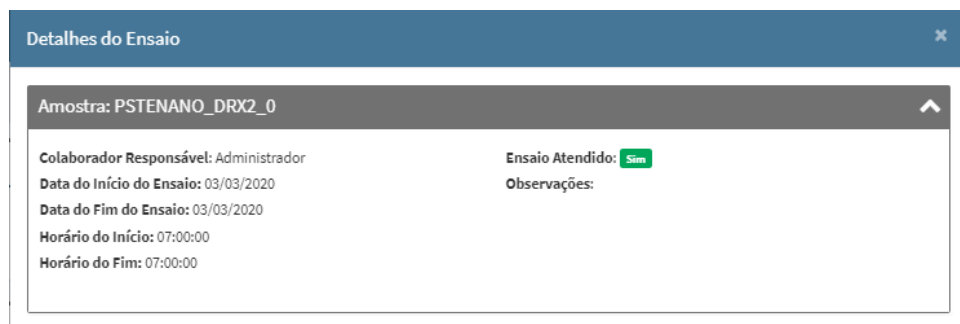 Detalhes do Ensaio
Amostra: PSTENANO_DRX2_0
Colaborador Responsável: Administrador
Data do Início do Ensaio: 03/03/2020
Data do Fim do Ensaio: 03/03/2020
Horário do Início: 07:00:00
Horário do Fim: 07:00:00
Ensaio Atendido: Sim
Observações: